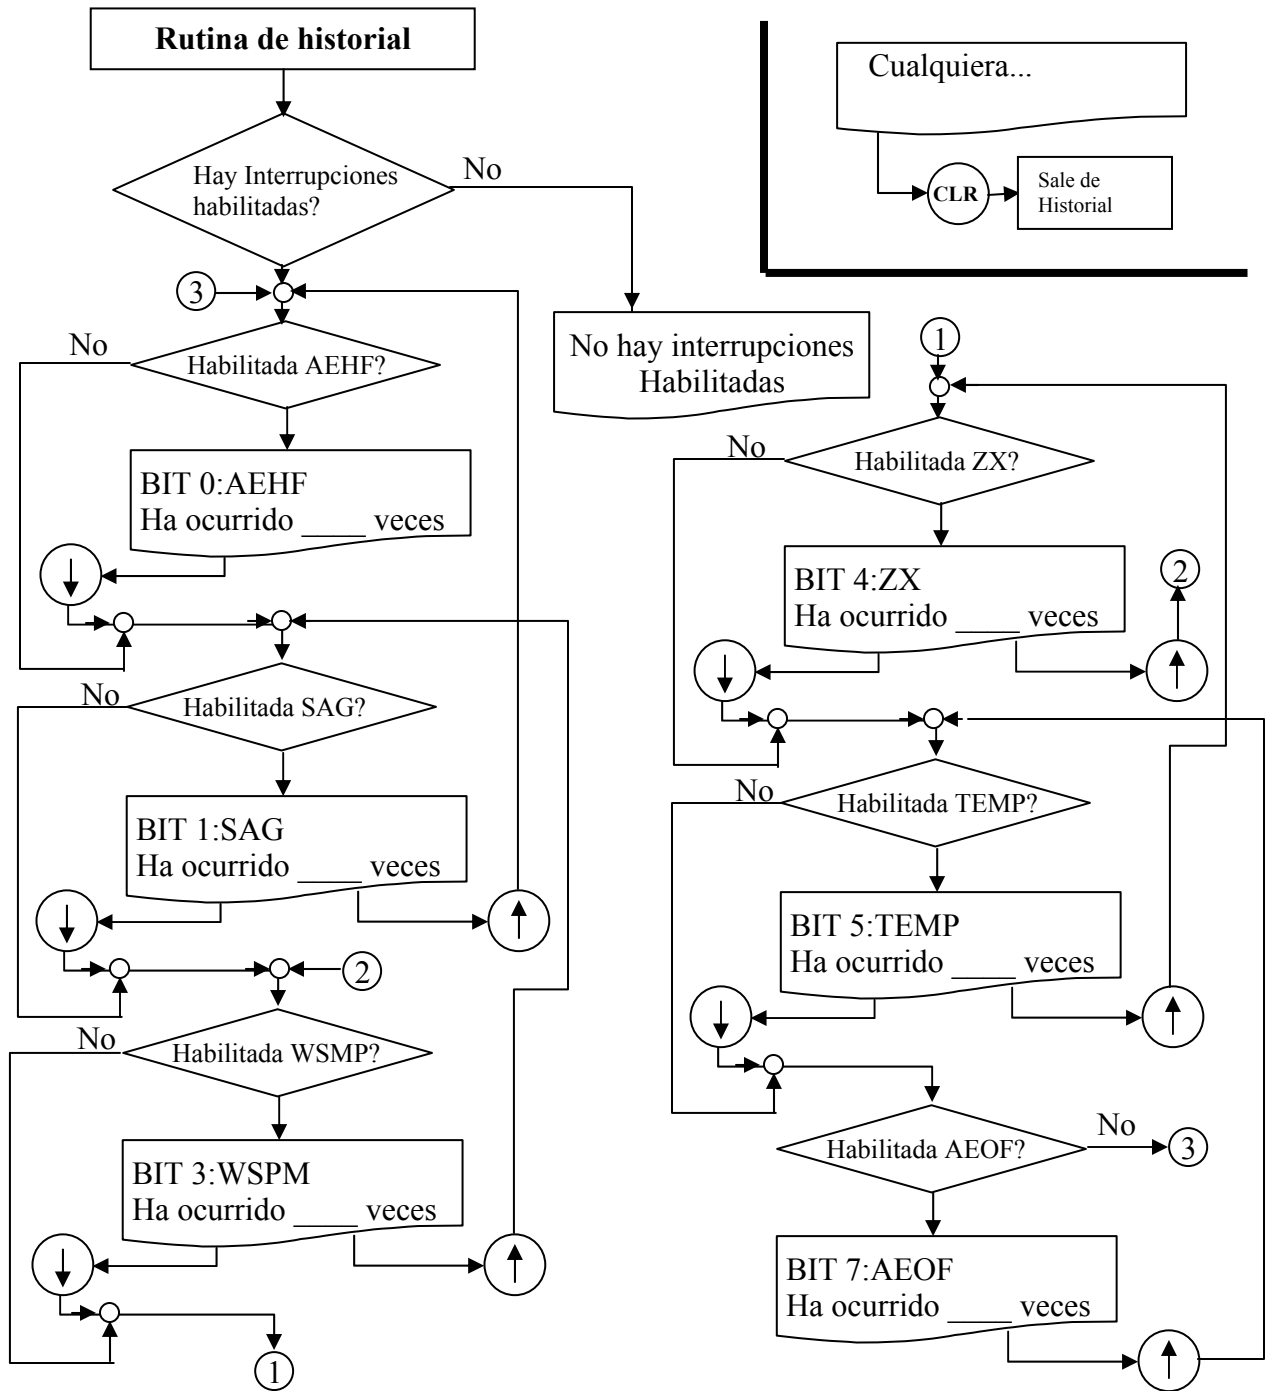 Rutina de historial
Hay Interrupciones
habilitadas?
No
3
No
Habilitada AEHF?
BIT 0:AEHF
Ha ocurrido ____ veces
No
Habilitada SAG?
BIT 1:SAG
Ha ocurrido ____ veces
2
No
Habilitada WSMP?
BIT 3:WSPM
Ha ocurrido ____ veces
1
No hay interrupciones
Habilitadas
Cualquiera...
CLR
Sale de
Historial
1
No
Habilitada ZX?
BIT 4:ZX
Ha ocurrido ____ veces
2
No
Habilitada TEMP?
BIT 5:TEMP
Ha ocurrido ____ veces
Habilitada AEOF?
No
3
BIT 7:AEOF
Ha ocurrido ____ veces